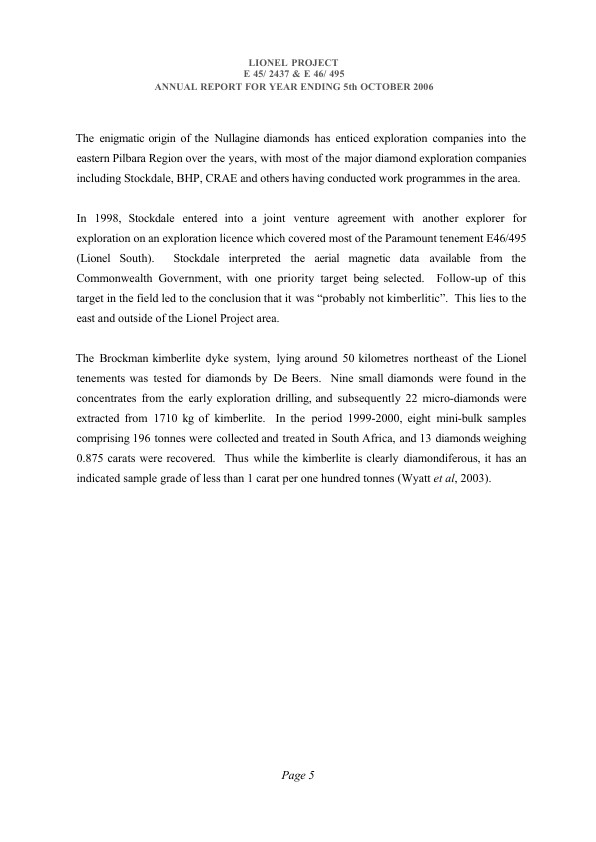 LIONEL PROJECT
E 45/ 2437 & E 46/ 495
ANNUAL REPORT FOR YEAR ENDING 5th OCTOBER 2006
The enigmatic origin of the Nullagine diamonds has enticed exploration companies into the
eastern Pilbara Region over the years, with most of the major diamond exploration companies
including Stockdale, BHP, CRAE and others having conducted work programmes in the area.
In 1998, Stockdale entered into a joint venture agreement with another explorer for
exploration on an exploration licence which covered most of the Paramount tenement E46/495
(Lionel South).  Stockdale interpreted the aerial magnetic data available from the
Commonwealth Government, with one priority target being selected.  Follow-up of this
target in the field led to the conclusion that it was “probably not kimberlitic”.  This lies to the
east and outside of the Lionel Project area.
The Brockman kimberlite dyke system, lying around 50 kilometres northeast of the Lionel
tenements was tested for diamonds by De Beers.  Nine small diamonds were found in the
concentrates from the early exploration drilling, and subsequently 22 micro-diamonds were
extracted from 1710 kg of kimberlite.  In the period 1999-2000, eight mini-bulk samples
comprising 196 tonnes were collected and treated in South Africa, and 13 diamonds weighing
0.875 carats were recovered.  Thus while the kimberlite is clearly diamondiferous, it has an
indicated sample grade of less than 1 carat per one hundred tonnes (Wyatt et al, 2003).
Page 5